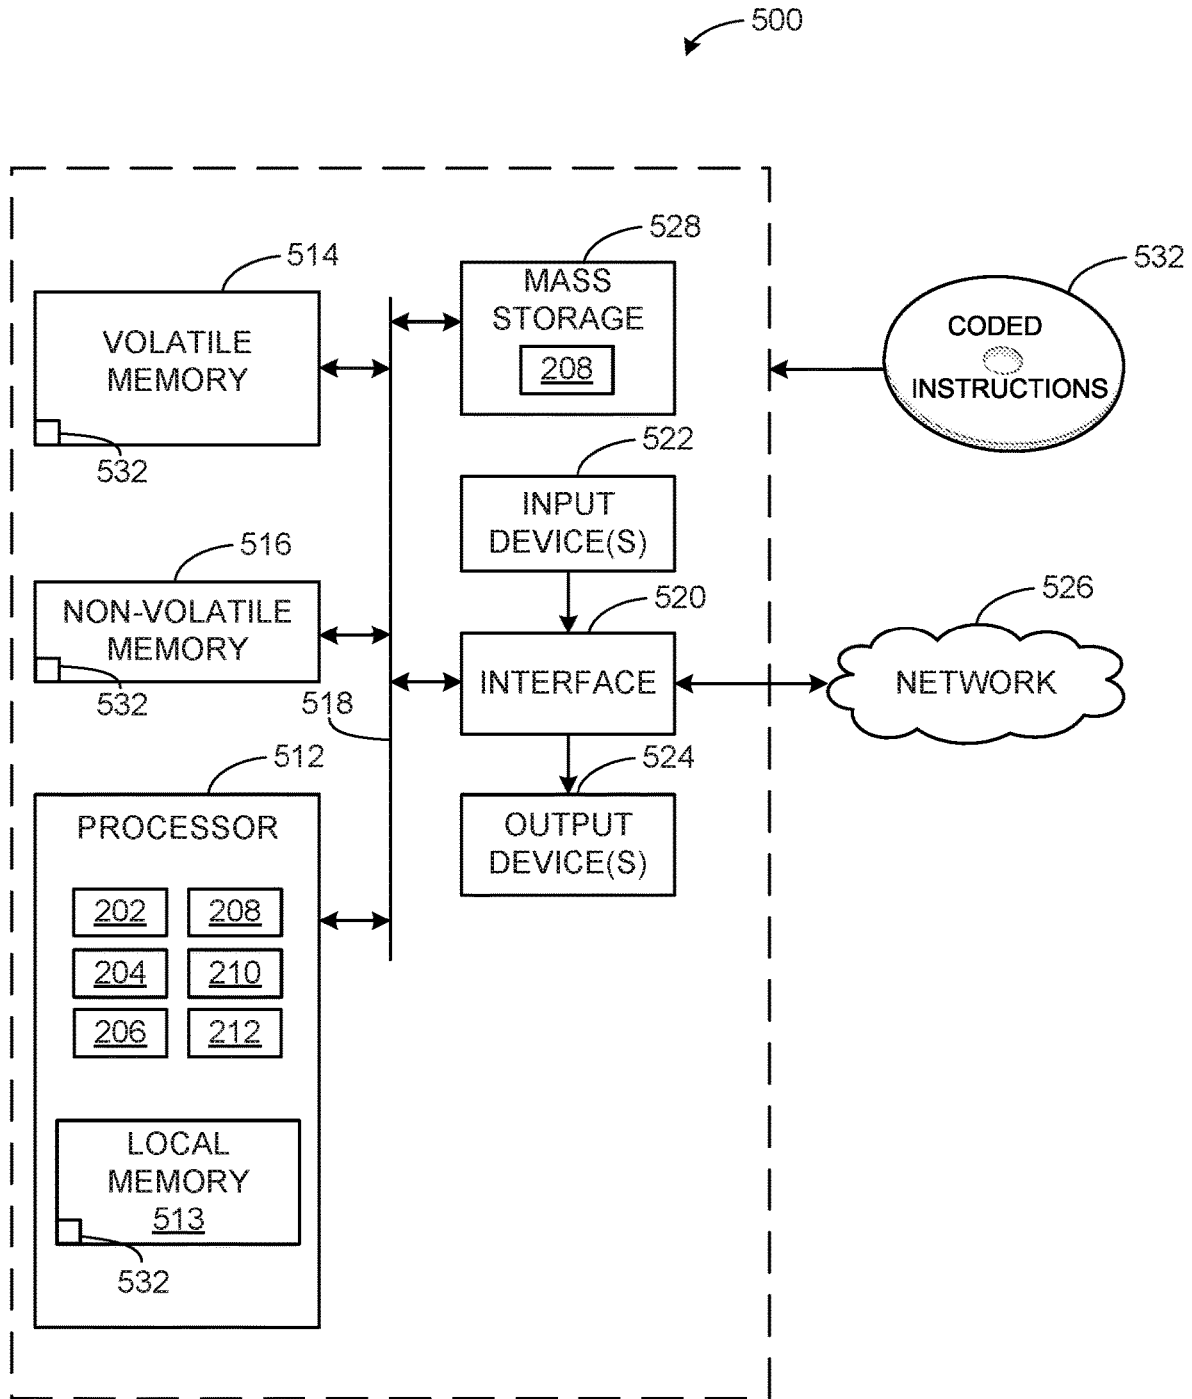 500
514
VOLATILE
MEMORY
532
528
MASS
STORAGE
208
532
CODED
INSTRUCTIONS
522
INPUT
DEVICE(S)
516
NON-VOLATILE
MEMORY
532
518
520
INTERFACE
526
NETWORK
512
PROCESSOR
202
208
204
210
206
212
LOCAL
MEMORY
513
532
524
OUTPUT
DEVICE(S)